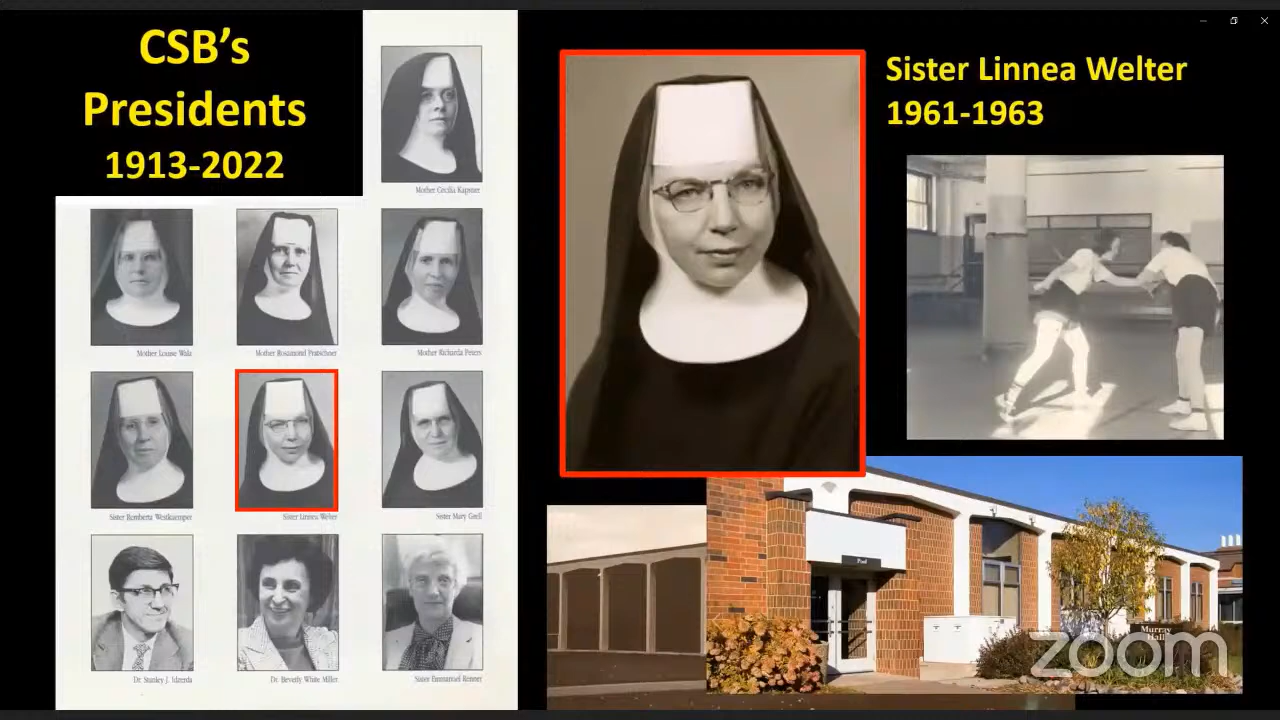 CSB's
Presidents
1913-2022
Mother Cecilia Kapsner
Mother Louise Walz
Mother Rosamond Pratschner
Mother Richarda Peters
Sister Remberta Westkaemper
Sister Linnea Welter
Sister Mary Grell
Dr. Stanley J. Idzerda
Dr. Beverly White Miller
Sister Emmanuel Renner
Sister Linnea Welter
1961-1963
Pool
Murray
Hall
zoom